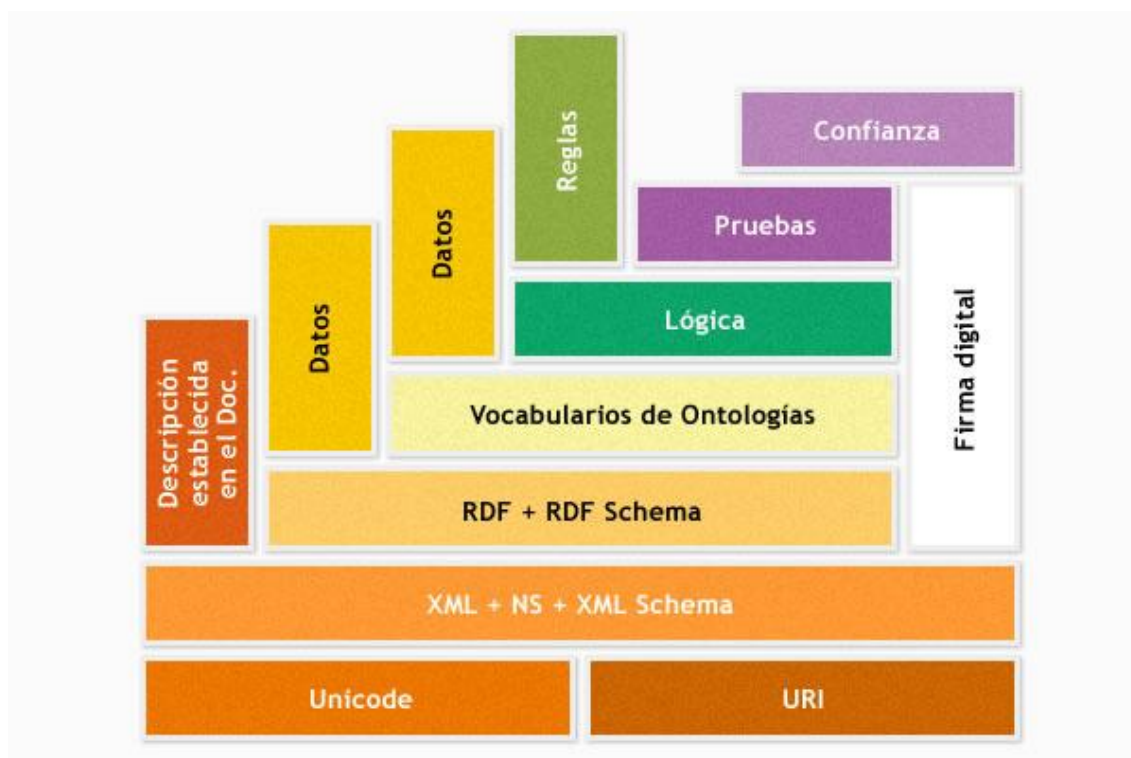 Reglas
Confianza
Datos
Pruebas
Datos
Lógica
Firma digital
Descripción
establecida
en el Doc.
Vocabularios de Ontologías
RDF + RDF Schema
XML + NS + XML Schema
Unicode
URI